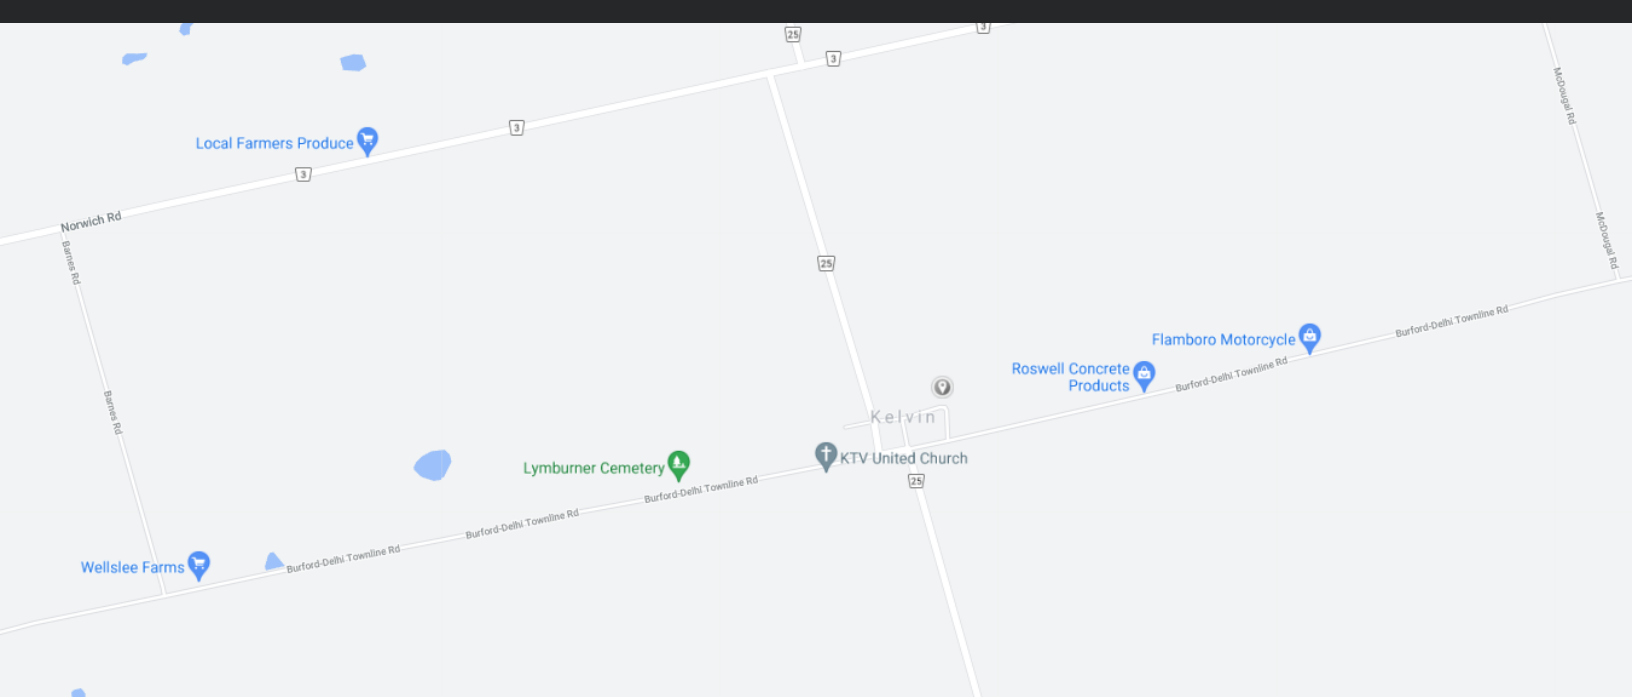 25
3
3
McDougal Rd
3
Local Farmers Produce
3
Norwich Rd
Barnes Rd
McDougal Rd
25
Burford-Delhi Townline Rd
Flamboro Motorcycle
Roswell Concrete
Products
Burford-Delhi Townline Rd
Barnes Rd
Kelvin
KTV United Church
Lymburner Cemetery
25
Burford-Delhi Townline Rd
Burford-Delhi Townline Rd
Burford-Delhi Townline Rd
Wellslee Farms